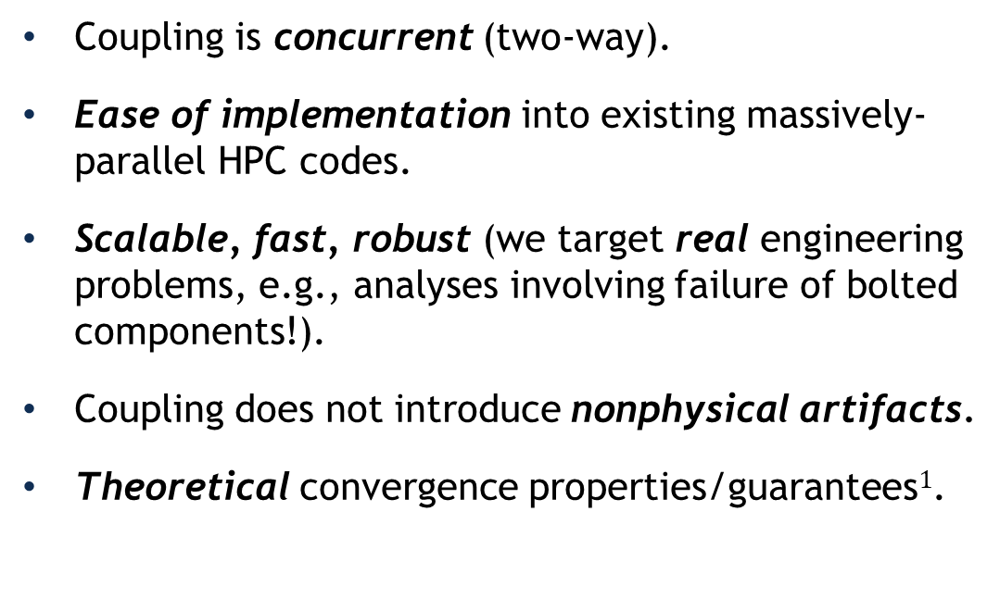 • Coupling is concurrent (two-way).
• Ease of implementation into existing massively-
parallel HPC codes.
• Scalable, fast, robust (we target real engineering
problems, e.g., analyses involving failure of bolted
components!).
• Coupling does not introduce nonphysical artifacts.
• Theoretical convergence properties/guarantees¹.